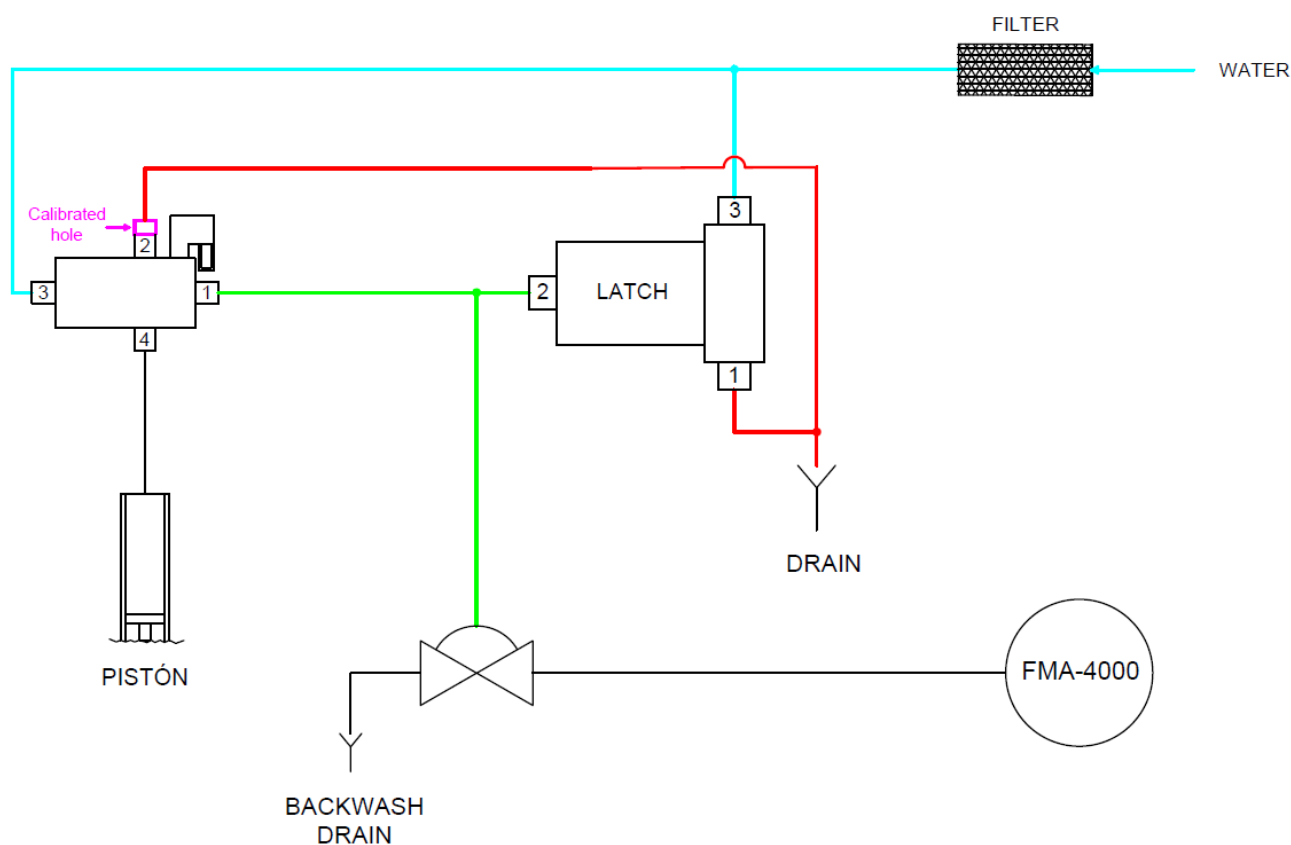 FILTER
WATER
Calibrated
hole
2
3
1
4
3
2
LATCH
1
DRAIN
PISTÓN
FMA-4000
BACKWASH
DRAIN